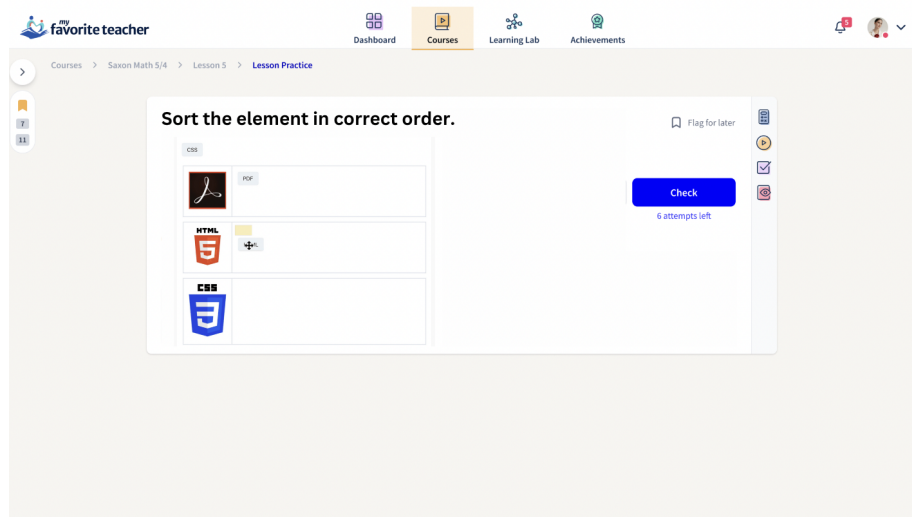 my
favorite teacher
Dashboard
Courses
Learning Lab
Achievements
5
Courses > Saxon Math 5/4 > Lesson 5 > Lesson Practice
7
11
Sort the element in correct order.
Flag for later
CSS
PDF
Check
6 attempts left
HTML
5
CSS
3